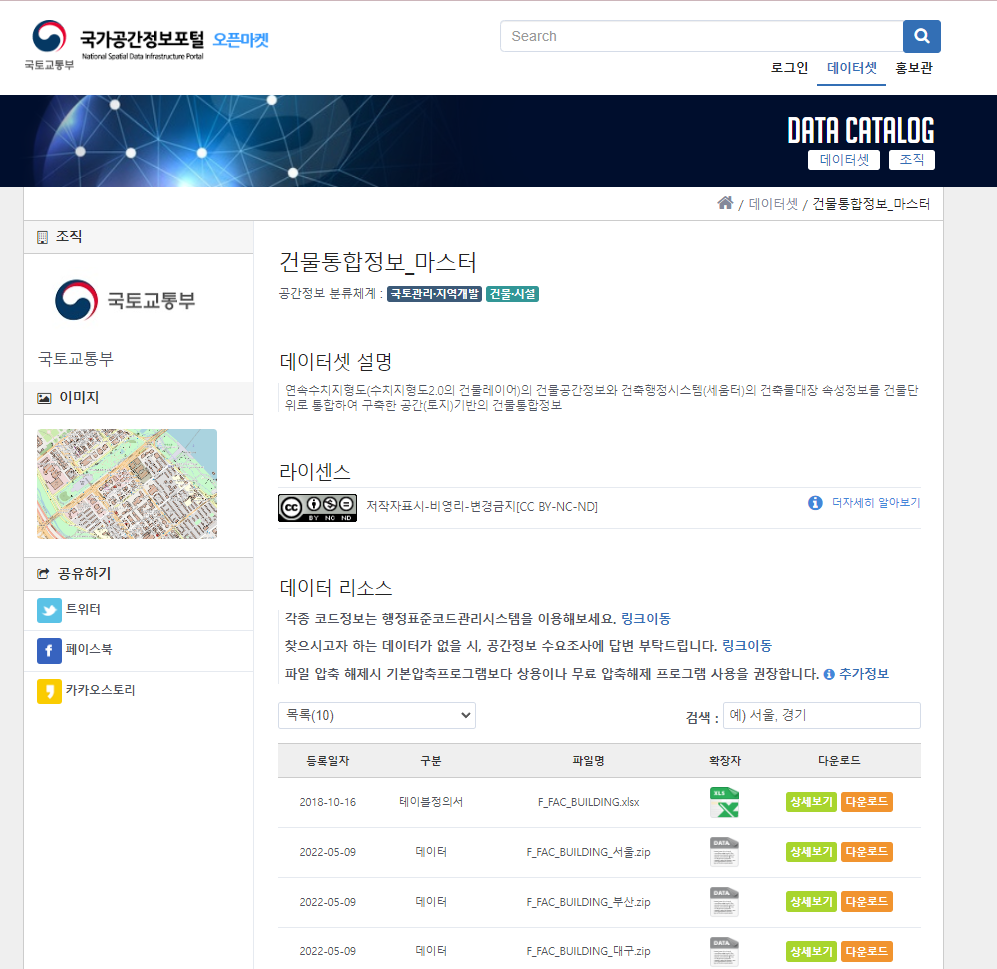 국토교통부
국가공간정보포털 오픈마켓
National Spatial Data Infrastructure Portal
Search
로그인 데이터셋 홍보관
DATA CATALOG
데이터셋 조직
/ 데이터셋 / 건물통합정보_마스터
조직
국토교통부
국토교통부
이미지
공유하기
트위터
페이스북
카카오스토리
건물통합정보_마스터
공간정보 분류체계 : 국토관리·지역개발 건물·시설
데이터셋 설명
연속수치지형도(수치지형도2.0의 건물레이어)의 건물공간정보와 건축행정시스템(세움터)의 건축물대장 속성정보를 건물단
위로 통합하여 구축한 공간(토지)기반의 건물통합정보
라이센스
CC BY NC ND 저작자표시-비영리-변경금지[CC BY-NC-ND] 더자세히 알아보기
데이터 리소스
각종 코드정보는 행정표준코드관리시스템을 이용해보세요. 링크이동
찾으시고자 하는 데이터가 없을 시, 공간정보 수요조사에 답변 부탁드립니다. 링크이동
파일 압축 해제시 기본압축프로그램보다 상용이나 무료 압축해제 프로그램 사용을 권장합니다. 추가정보
목록(10) 검색 : 예) 서울, 경기
등록일자 구분 파일명 확장자 다운로드
2018-10-16 테이블정의서 F_FAC_BUILDING.xlsx XLS 상세보기 다운로드
2022-05-09 데이터 F_FAC_BUILDING_서울.zip DATA 상세보기 다운로드
2022-05-09 데이터 F_FAC_BUILDING_부산.zip DATA 상세보기 다운로드
2022-05-09 데이터 F_FAC_BUILDING_대구.zip DATA 상세보기 다운로드